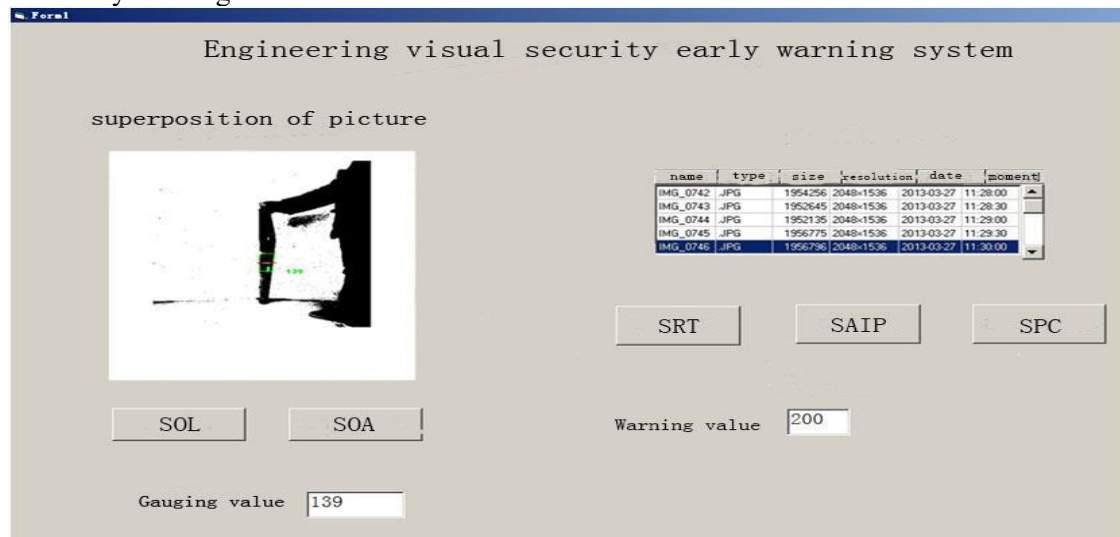 Form1
Engineering visual security early warning system
superposition of picture
139
SOL
SOA
Gauging value 139
name type size resolution date moment
IMG_0742 .JPG 1954256 2048×1536 2013-03-27 11:28:00
IMG_0743 .JPG 1952645 2048×1536 2013-03-27 11:28:30
IMG_0744 .JPG 1952135 2048×1536 2013-03-27 11:29:00
IMG_0745 .JPG 1956775 2048×1536 2013-03-27 11:29:30
IMG_0746 .JPG 1956796 2048×1536 2013-03-27 11:30:00
SRT
SAIP
SPC
Warning value 200